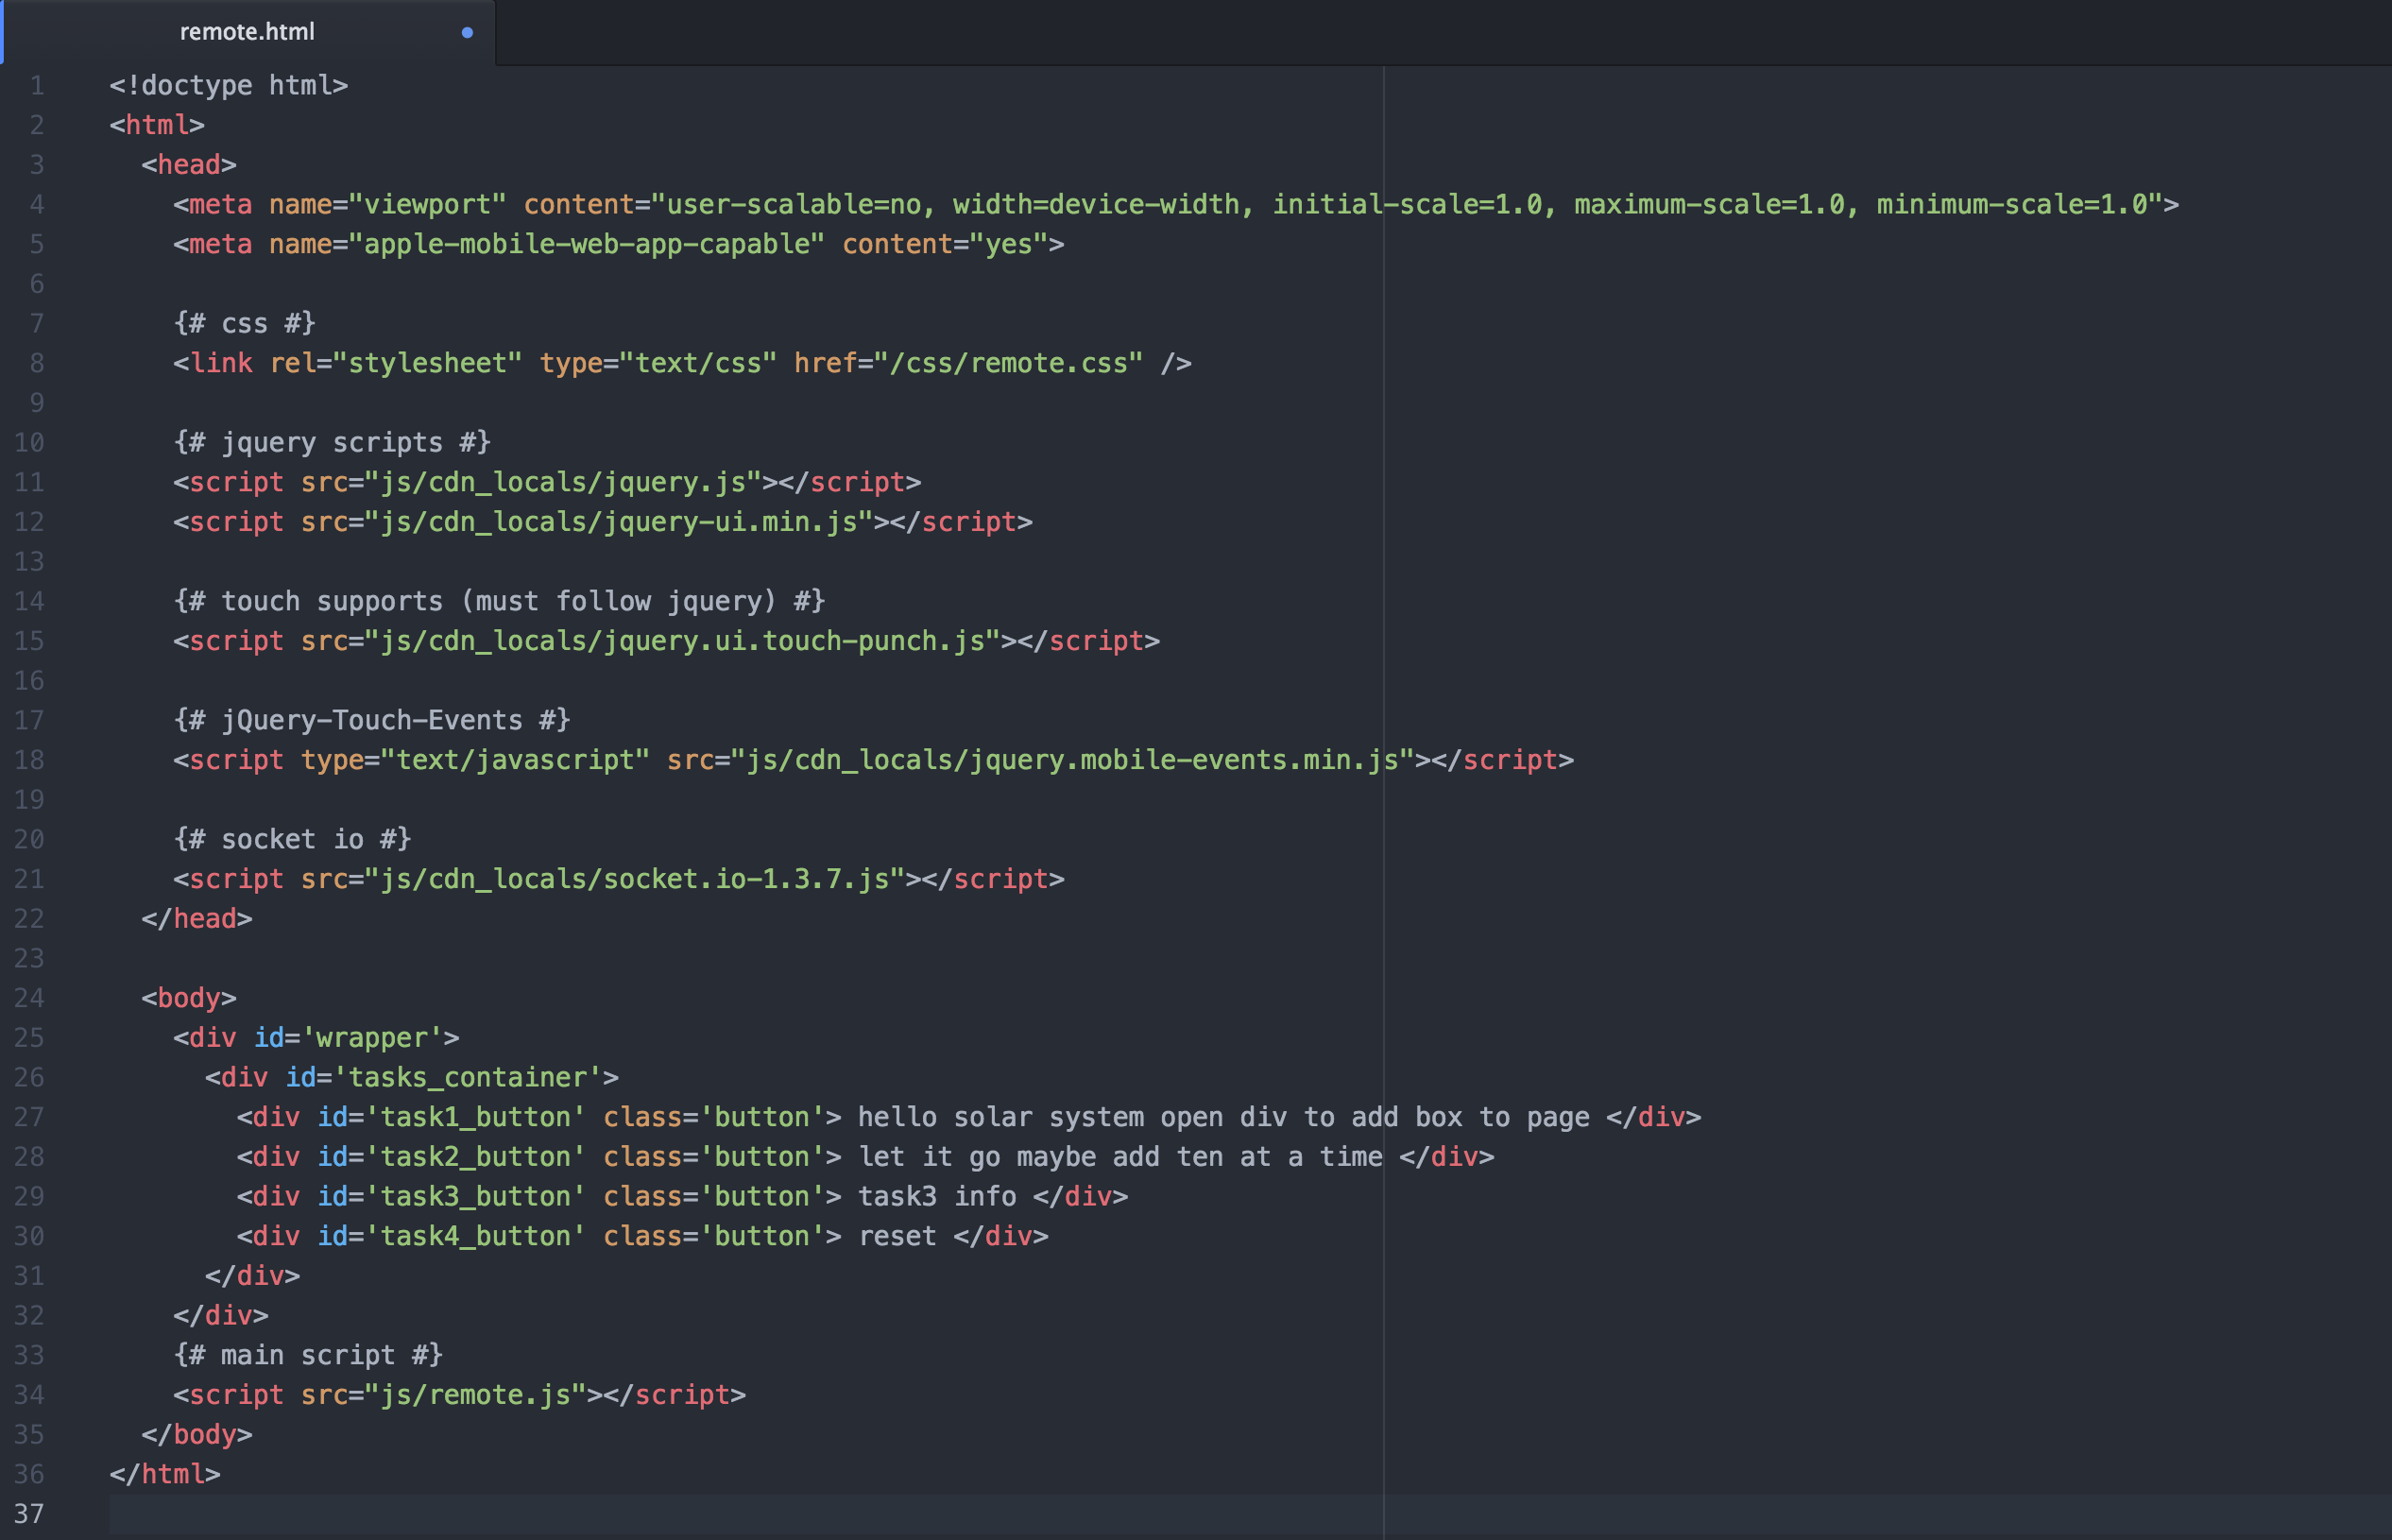 remote.html
1 <!doctype html>
2 <html>
3   <head>
4     <meta name="viewport" content="user-scalable=no, width=device-width, initial-scale=1.0, maximum-scale=1.0, minimum-scale=1.0">
5     <meta name="apple-mobile-web-app-capable" content="yes">
6
7     {# css #}
8     <link rel="stylesheet" type="text/css" href="/css/remote.css" />
9
10     {# jquery scripts #}
11     <script src="js/cdn_locals/jquery.js"></script>
12     <script src="js/cdn_locals/jquery-ui.min.js"></script>
13
14     {# touch supports (must follow jquery) #}
15     <script src="js/cdn_locals/jquery.ui.touch-punch.js"></script>
16
17     {# jQuery-Touch-Events #}
18     <script type="text/javascript" src="js/cdn_locals/jquery.mobile-events.min.js"></script>
19
20     {# socket io #}
21     <script src="js/cdn_locals/socket.io-1.3.7.js"></script>
22   </head>
23
24   <body>
25     <div id='wrapper'>
26       <div id='tasks_container'>
27         <div id='task1_button' class='button'> hello solar system open div to add box to page </div>
28         <div id='task2_button' class='button'> let it go maybe add ten at a time </div>
29         <div id='task3_button' class='button'> task3 info </div>
30         <div id='task4_button' class='button'> reset </div>
31       </div>
32     </div>
33     {# main script #}
34     <script src="js/remote.js"></script>
35   </body>
36 </html>
37